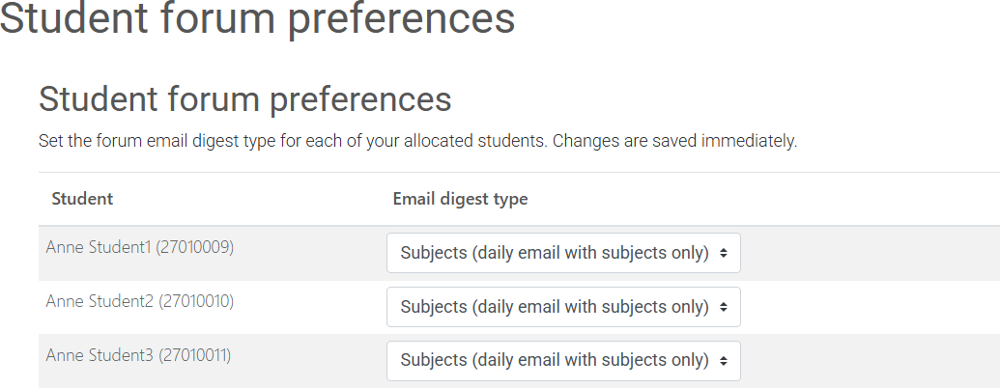 Student forum preferences
Student forum preferences
Set the forum email digest type for each of your allocated students. Changes are saved immediately.
Student Email digest type
Anne Student1 (27010009) Subjects (daily email with subjects only)
Anne Student2 (27010010) Subjects (daily email with subjects only)
Anne Student3 (27010011) Subjects (daily email with subjects only)